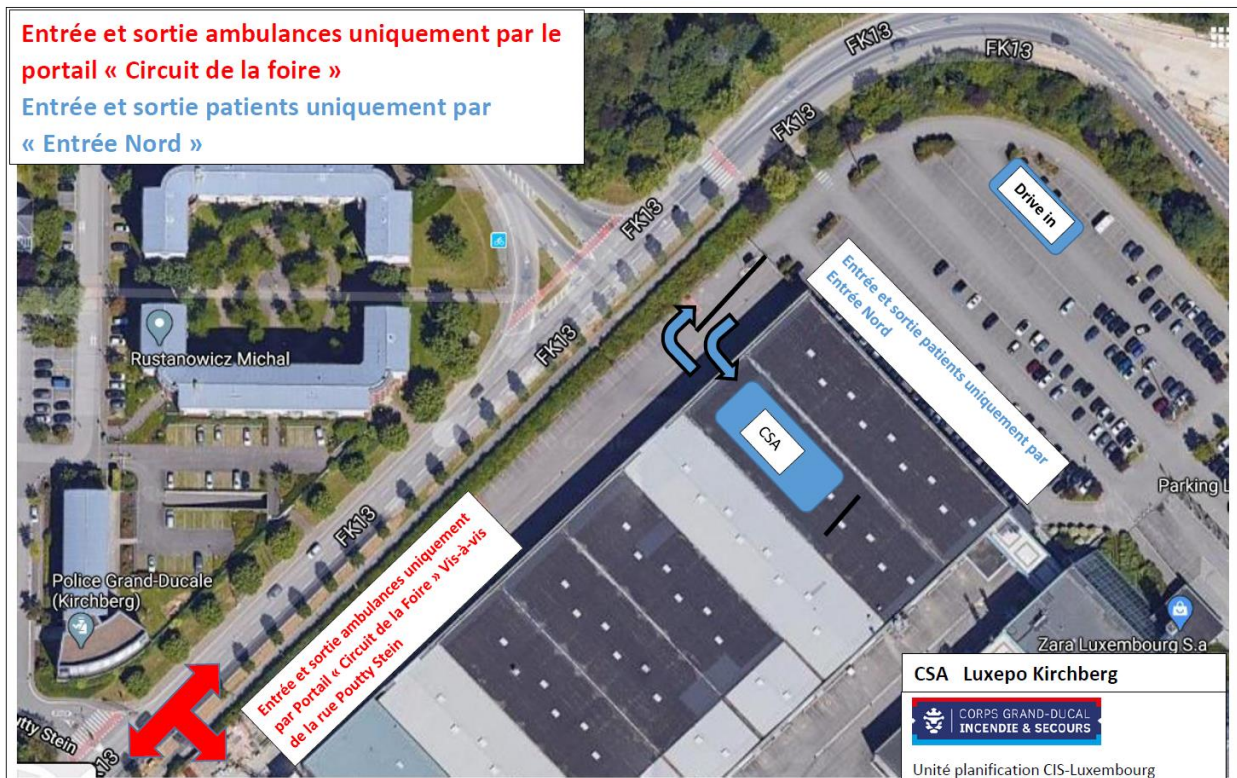 Entrée et sortie ambulances uniquement par le
portail « Circuit de la foire »
Entrée et sortie patients uniquement par
« Entrée Nord »
FK13
FK13
FK13
FK13
FK13
FK13
Drive in
Entrée et sortie patients uniquement par
Entrée Nord
Rustanowicz Michal
CSA
Parking L
Entrée et sortie ambulances uniquement
par Portail « Circuit de la Foire » Vis-à-vis
de la rue Poutty Stein
Police Grand-Ducale
(Kirchberg)
Zara Luxembourg S.a
utty Stein
K13
CSA Luxepo Kirchberg
CORPS GRAND-DUCAL
INCENDIE & SECOURS
Unité planification CIS-Luxembourg